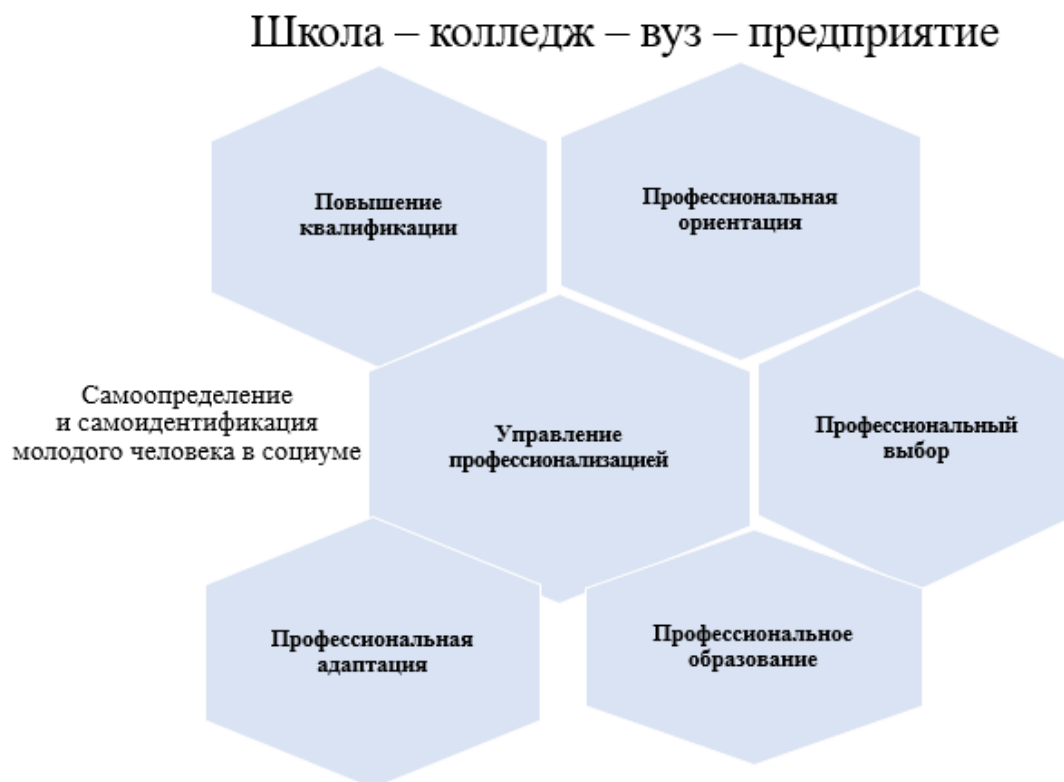 Школа – колледж – вуз – предприятие
Повышение
квалификации
Профессиональная
ориентация
Самоопределение
и самоидентификация
молодого человека в социуме
Управление
профессионализацией
Профессиональный
выбор
Профессиональная
адаптация
Профессиональное
образование